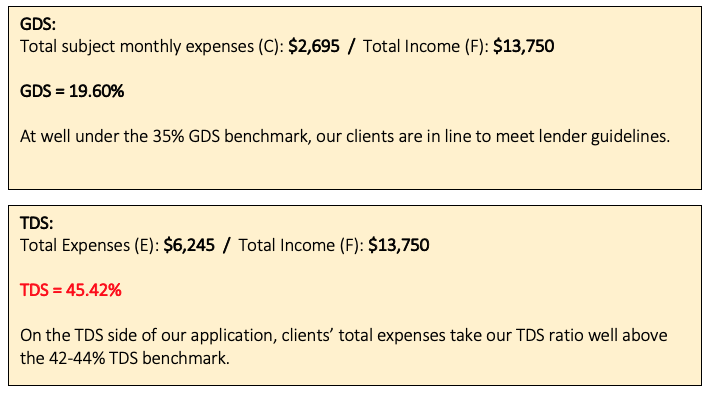 GDS:
Total subject monthly expenses (C): $2,695 / Total Income (F): $13,750
GDS = 19.60%
At well under the 35% GDS benchmark, our clients are in line to meet lender guidelines.
TDS:
Total Expenses (E): $6,245 / Total Income (F): $13,750
TDS = 45.42%
On the TDS side of our application, clients’ total expenses take our TDS ratio well above
the 42-44% TDS benchmark.